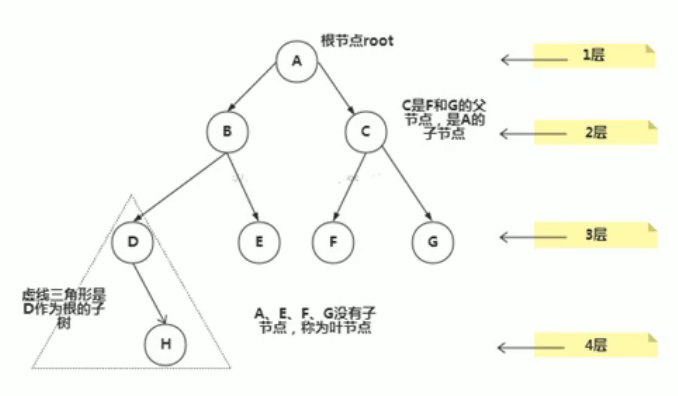 根节点root
A
1层
C是F和G的父
节点，是A的
子节点
B
C
2层
D
E
F
G
3层
虚线三角形是
D作为根的子
树
A、E、F、G没有子
节点，称为叶节点
H
4层